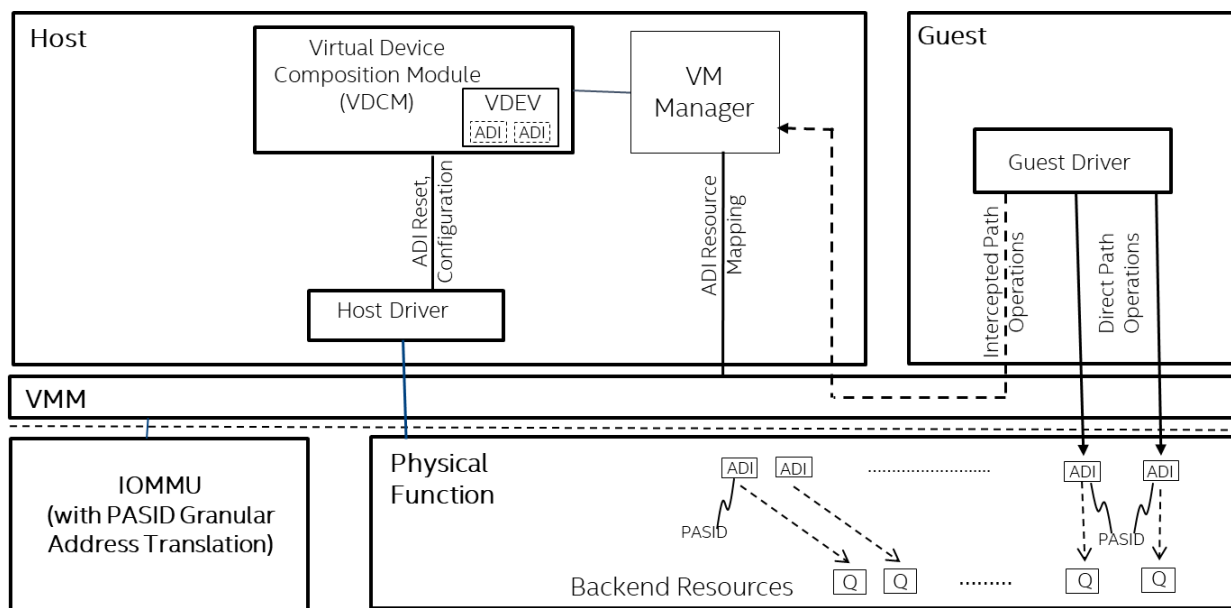 Host
Virtual Device
Composition Module
(VDCM)
VDEV
ADI ADI
VM
Manager
ADI Reset,
Configuration
ADI Resource
Mapping
Host Driver
Guest
Guest Driver
Intercepted Path
Operations
Direct Path
Operations
VMM
IOMMU
(with PASID Granular
Address Translation)
Physical
Function
ADI ADI ........................... ADI ADI
PASID PASID
Backend Resources Q Q ......... Q Q